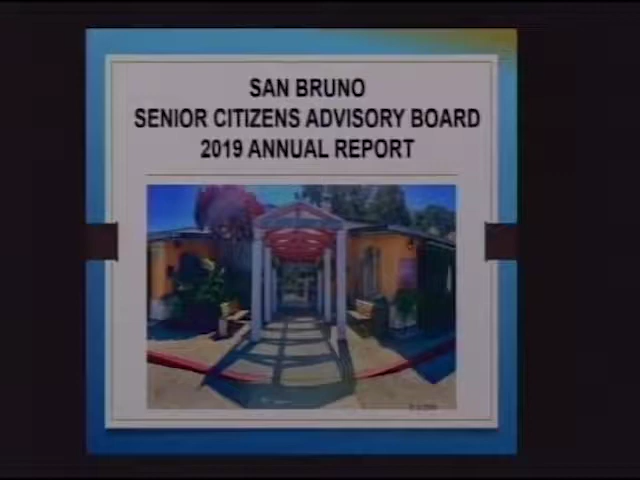 SAN BRUNO
SENIOR CITIZENS ADVISORY BOARD
2019 ANNUAL REPORT